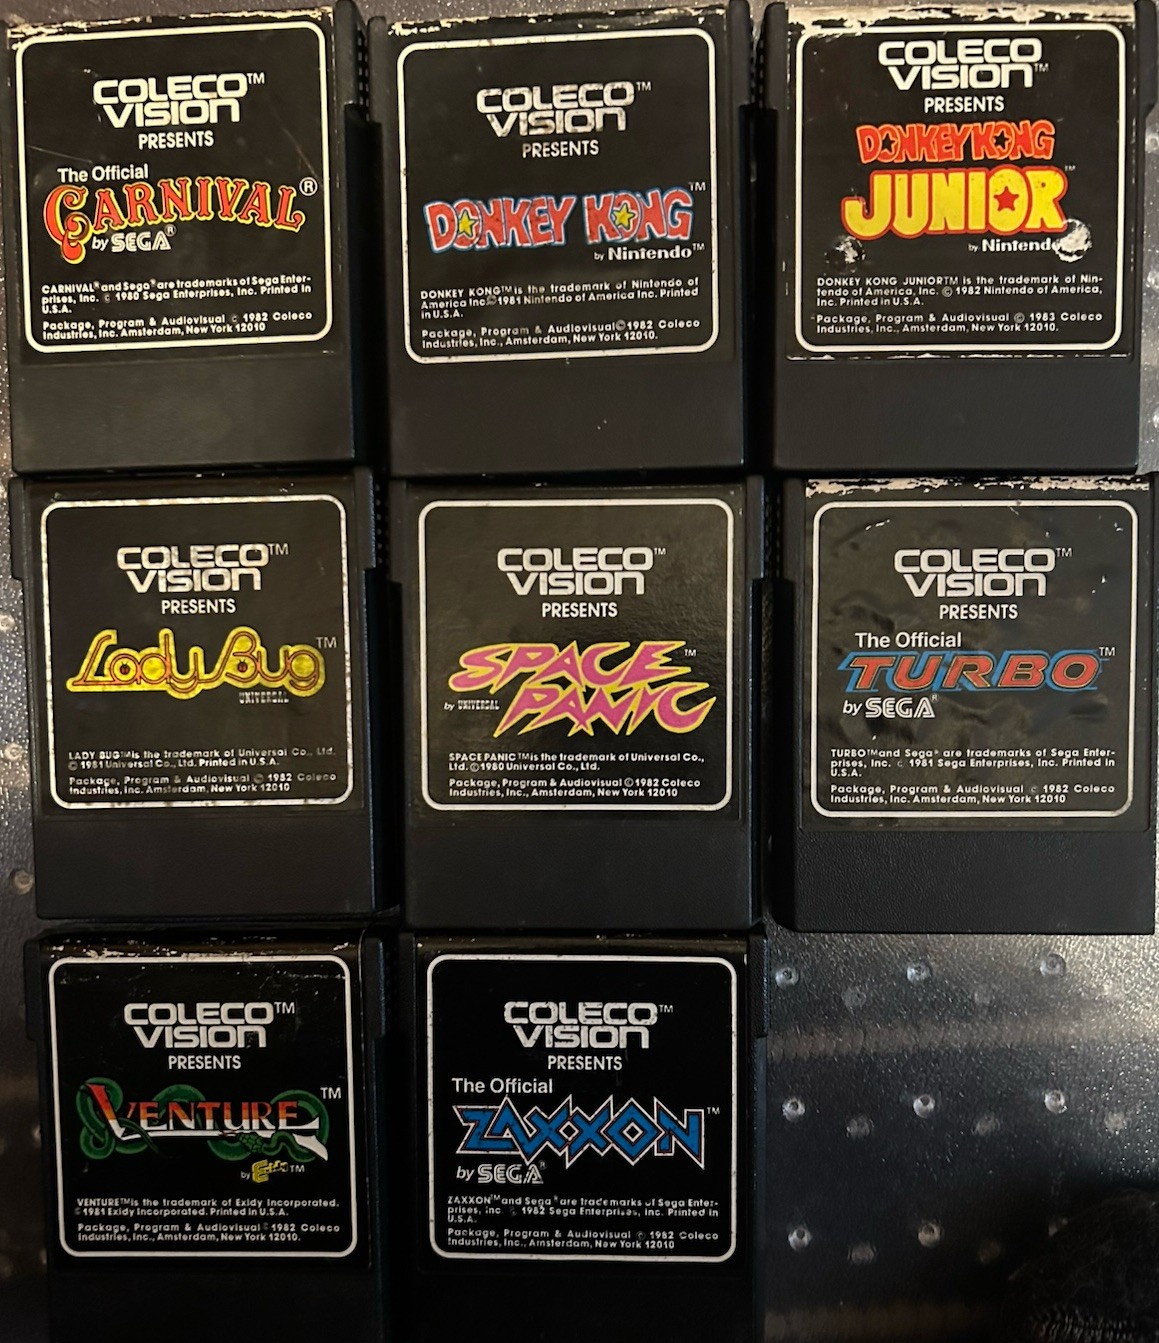 COLECO™
VISION
PRESENTS
The Official
CARNIVAL®
by SEGA®
CARNIVAL® and Sega® are trademarks of Sega Enter-
prises, Inc. © 1980 Sega Enterprises, Inc. Printed in
U.S.A.
Package, Program & Audiovisual © 1982 Coleco
Industries, Inc. Amsterdam, New York 12010
COLECO™
VISION
PRESENTS
DONKEY KONG™
by Nintendo™
DONKEY KONG™ is the trademark of Nintendo of
America Inc © 1981 Nintendo of America Inc. Printed
in U.S.A.
Package, Program & Audiovisual © 1982 Coleco
Industries, Inc., Amsterdam, New York 12010.
COLECO
VISION™
PRESENTS
DONKEY KONG
JUNIOR™
by Nintendo
DONKEY KONG JUNIOR™ is the trademark of Nin-
tendo of America, Inc. © 1982 Nintendo of America,
Inc. Printed in U.S.A.
Package, Program & Audiovisual © 1983 Coleco
Industries, Inc., Amsterdam, New York 12010.
COLECO™
VISION
PRESENTS
Lady Bug™
UNIVERSAL
LADY BUG™ is the trademark of Universal Co., Ltd.
© 1981 Universal Co., Ltd. Printed in U.S.A.
Package, Program & Audiovisual © 1982 Coleco
Industries, Inc. Amsterdam, New York 12010
COLECO™
VISION
PRESENTS
SPACE™
PANIC
by UNIVERSAL
SPACE PANIC™ is the trademark of Universal Co.,
Ltd. © 1980 Universal Co., Ltd.
Package, Program & Audiovisual © 1982 Coleco
Industries, Inc., Amsterdam, New York 12010
COLECO™
VISION
PRESENTS
The Official
TURBO™
by SEGA®
TURBO™ and Sega® are trademarks of Sega Enter-
prises, Inc. © 1981 Sega Enterprises, Inc. Printed in
U.S.A.
Package, Program & Audiovisual © 1982 Coleco
Industries, Inc. Amsterdam, New York 12010
COLECO™
VISION
PRESENTS
VENTURE™
by Exidy™
VENTURE™ is the trademark of Exidy Incorporated.
© 1981 Exidy Incorporated. Printed in U.S.A.
Package, Program & Audiovisual © 1982 Coleco
Industries, Inc., Amsterdam, New York 12010.
COLECO™
VISION
PRESENTS
The Official
ZAXXON™
by SEGA®
ZAXXON™ and Sega® are trademarks of Sega Enter-
prises, Inc. © 1982 Sega Enterprises, Inc. Printed in
U.S.A.
Package, Program & Audiovisual © 1982 Coleco
Industries, Inc., Amsterdam, New York 12010